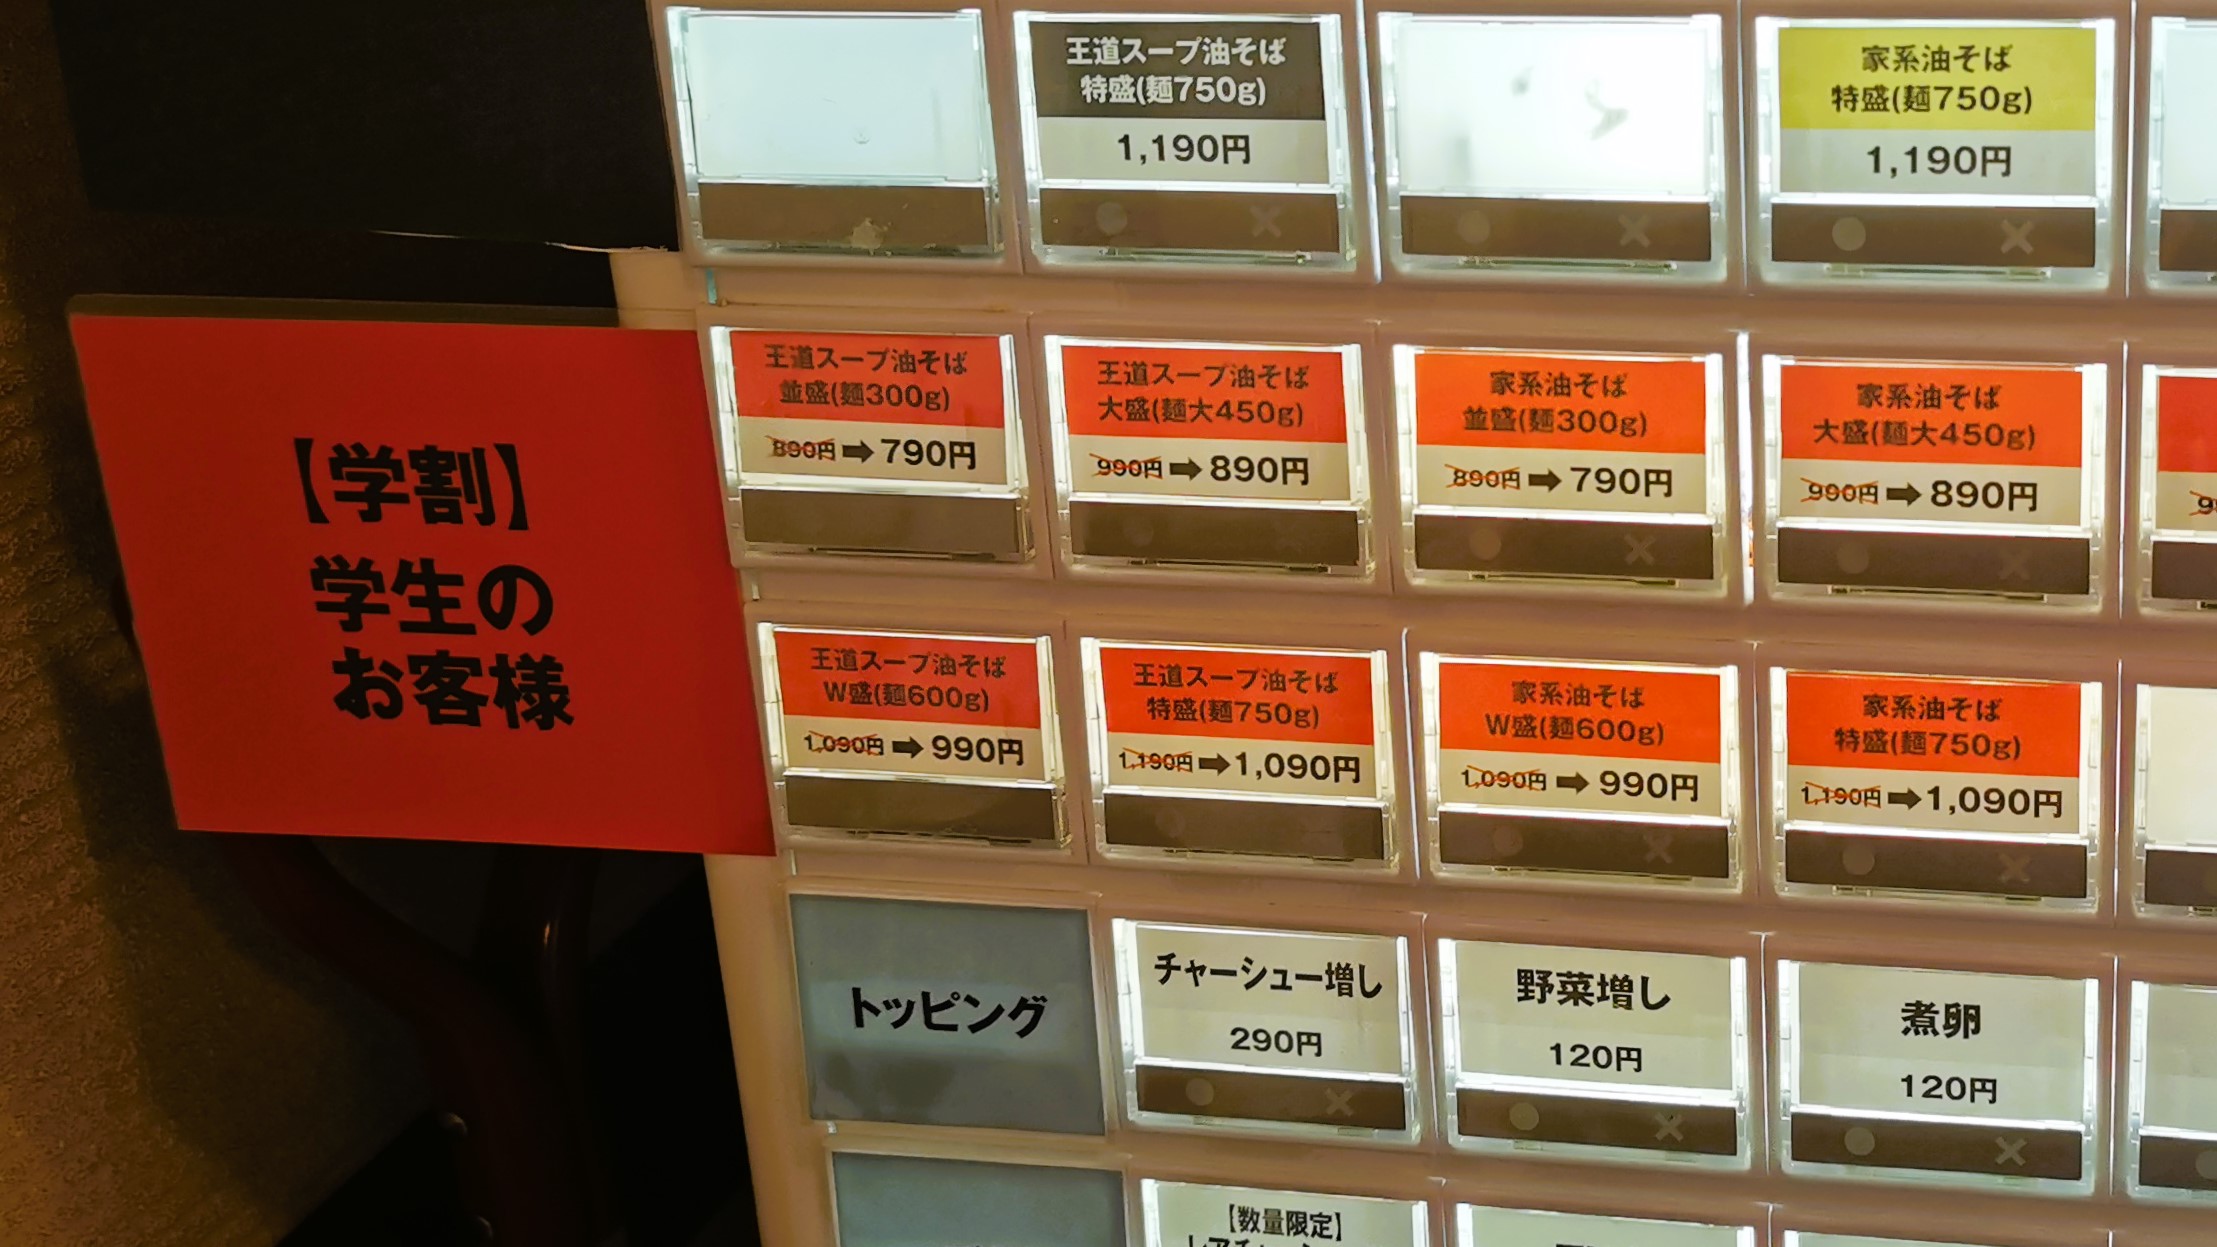 王道スープ油そば
特盛(麺750g)
1,190円
家系油そば
特盛(麺750g)
1,190円
【学割】
学生の
お客様
王道スープ油そば
並盛(麺300g)
890円➡790円
王道スープ油そば
大盛(麺大450g)
990円➡890円
家系油そば
並盛(麺300g)
890円➡790円
家系油そば
大盛(麺大450g)
990円➡890円
王道スープ油そば
W盛(麺600g)
1,090円➡990円
王道スープ油そば
特盛(麺750g)
1,190円➡1,090円
家系油そば
W盛(麺600g)
1,090円➡990円
家系油そば
特盛(麺750g)
1,190円➡1,090円
トッピング
チャーシュー増し
290円
野菜増し
120円
煮卵
120円
【数量限定】